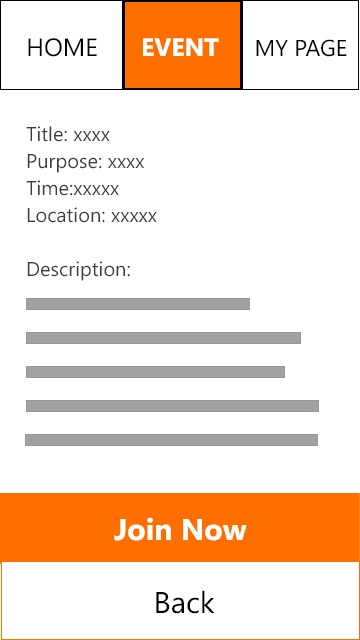 HOME
EVENT
MY PAGE
Title: xxxx
Purpose: xxxx
Time:xxxxx
Location: xxxxx
Description:
Join Now
Back